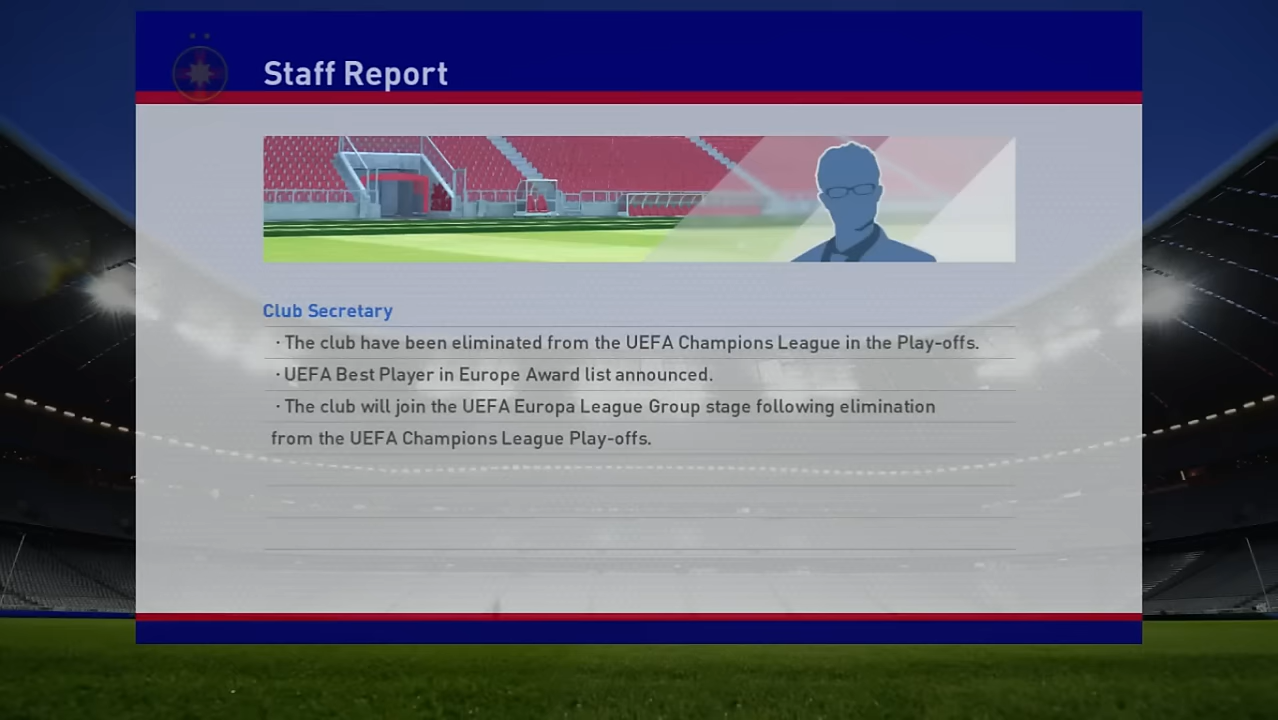 Staff Report
Club Secretary
· The club have been eliminated from the UEFA Champions League in the Play-offs.
· UEFA Best Player in Europe Award list announced.
· The club will join the UEFA Europa League Group stage following elimination
from the UEFA Champions League Play-offs.